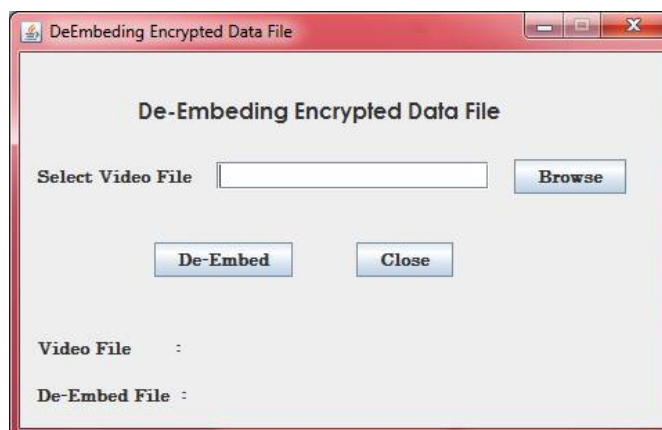 DeEmbeding Encrypted Data File
De-Embeding Encrypted Data File
Select Video File Browse
De-Embed Close
Video File :
De-Embed File :